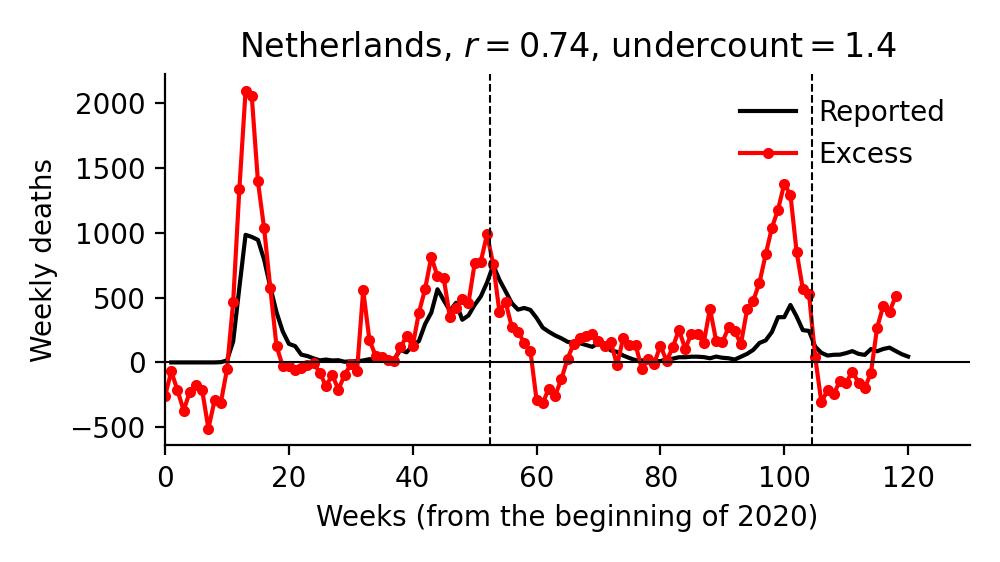 Netherlands, r = 0.74, undercount = 1.4
Weekly deaths
2000
1500
1000
500
0
−500
Reported
Excess
0 20 40 60 80 100 120
Weeks (from the beginning of 2020)